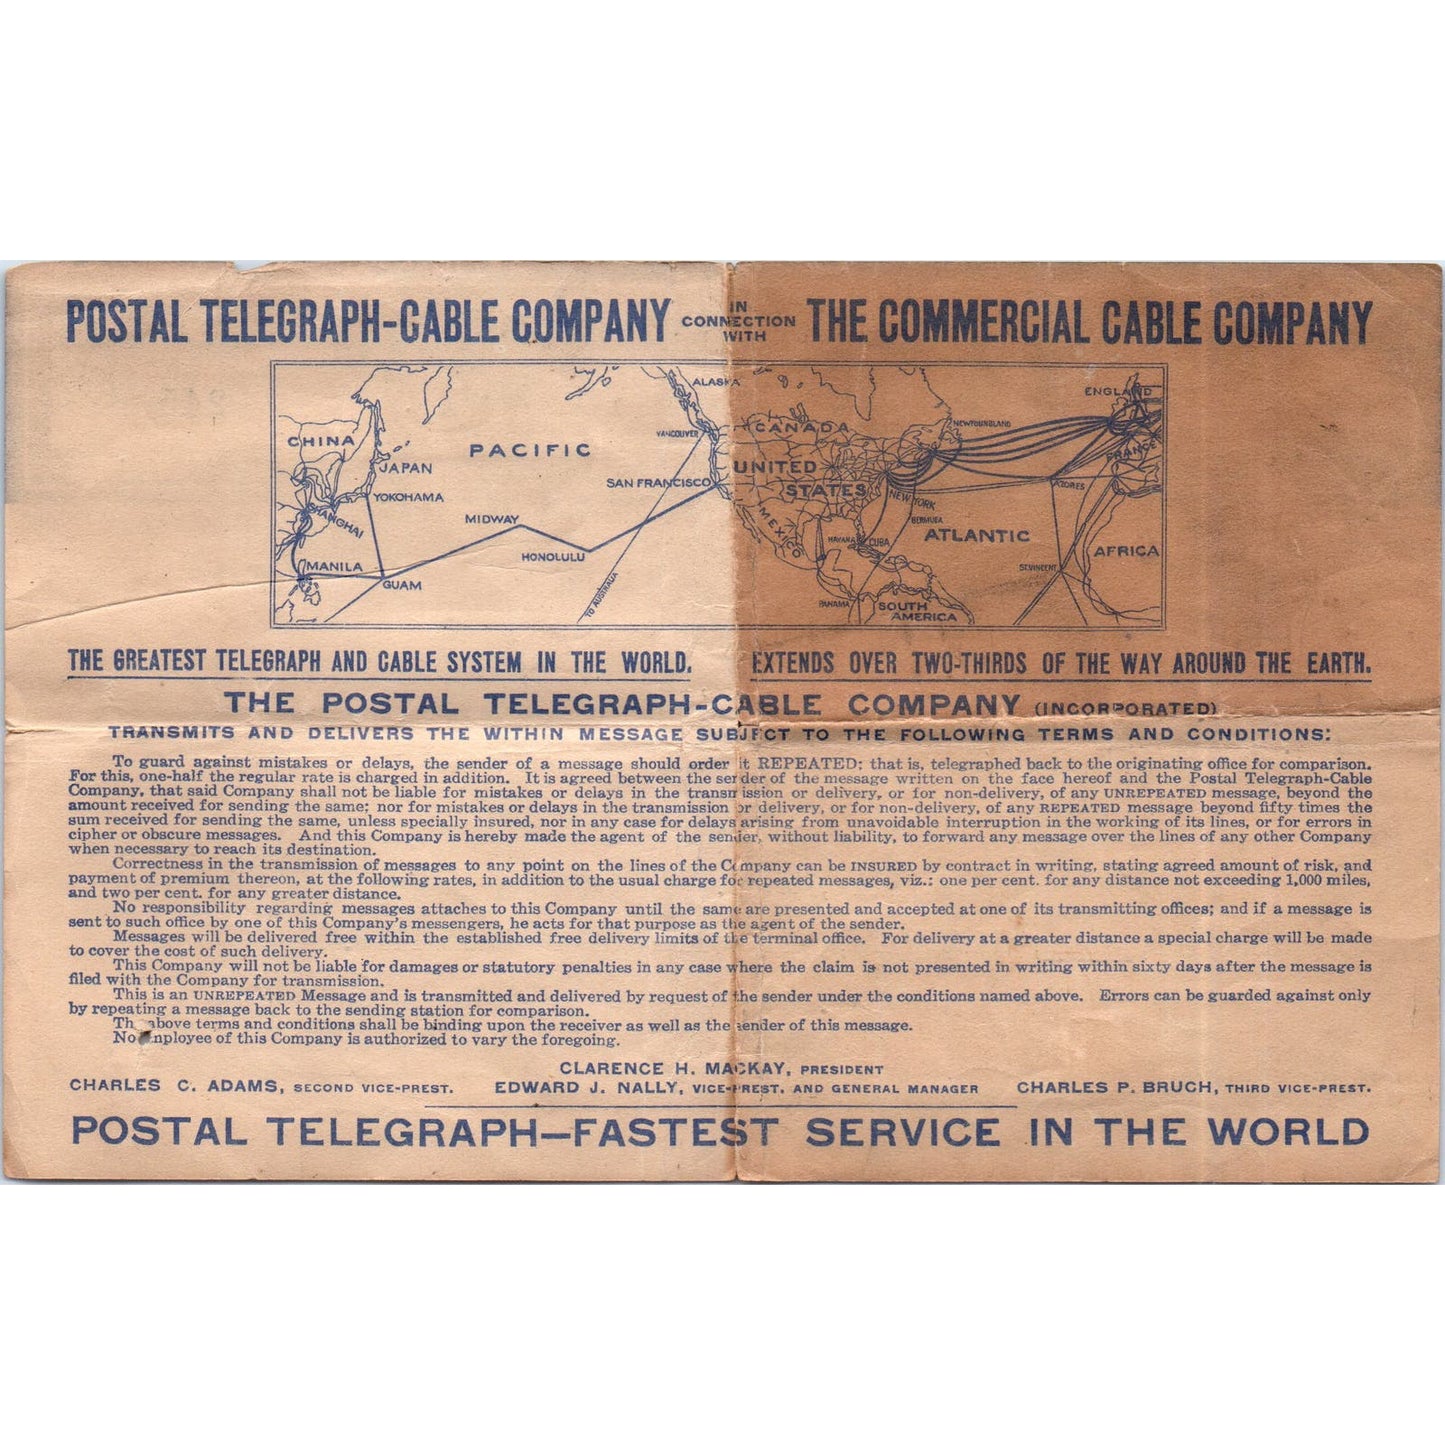 POSTAL TELEGRAPH-CABLE COMPANY IN CONNECTION WITH THE COMMERCIAL CABLE COMPANY
ALASKA
ENGLAND
CHINA
PACIFIC
VANCOUVER
CANADA
NEWFOUNDLAND
FRANCE
JAPAN
UNITED STATES
YOKOHAMA
SAN FRANCISCO
AZORES
NEW YORK
SHANGHAI
MIDWAY
MEXICO
BERMUDA
HONOLULU
HAVANA
CUBA
ATLANTIC
AFRICA
MANILA
GUAM
TO AUSTRALIA
ST. VINCENT
PANAMA
SOUTH AMERICA
THE GREATEST TELEGRAPH AND CABLE SYSTEM IN THE WORLD. EXTENDS OVER TWO-THIRDS OF THE WAY AROUND THE EARTH.
THE POSTAL TELEGRAPH-CABLE COMPANY (INCORPORATED)
TRANSMITS AND DELIVERS THE WITHIN MESSAGE SUBJECT TO THE FOLLOWING TERMS AND CONDITIONS:
To guard against mistakes or delays, the sender of a message should order it REPEATED; that is, telegraphed back to the originating office for comparison.
For this, one-half the regular rate is charged in addition. It is agreed between the sender of the message written on the face hereof and the Postal Telegraph-Cable
Company, that said Company shall not be liable for mistakes or delays in the transmission or delivery, or for non-delivery, of any UNREPEATED message, beyond the
amount received for sending the same; nor for mistakes or delays in the transmission or delivery, or for non-delivery, of any REPEATED message beyond fifty times the
sum received for sending the same, unless specially insured, nor in any case for delays arising from unavoidable interruption in the working of its lines, or for errors in
cipher or obscure messages. And this Company is hereby made the agent of the sender, without liability, to forward any message over the lines of any other Company
when necessary to reach its destination.
Correctness in the transmission of messages to any point on the lines of the Company can be INSURED by contract in writing, stating agreed amount of risk, and
payment of premium thereon, at the following rates, in addition to the usual charge for repeated messages, viz.: one per cent. for any distance not exceeding 1,000 miles,
and two per cent. for any greater distance.
No responsibility regarding messages attaches to this Company until the same are presented and accepted at one of its transmitting offices; and if a message is
sent to such office by one of this Company's messengers, he acts for that purpose as the agent of the sender.
Messages will be delivered free within the established free delivery limits of the terminal office. For delivery at a greater distance a special charge will be made
to cover the cost of such delivery.
This Company will not be liable for damages or statutory penalties in any case where the claim is not presented in writing within sixty days after the message is
filed with the Company for transmission.
This is an UNREPEATED Message and is transmitted and delivered by request of the sender under the conditions named above. Errors can be guarded against only
by repeating a message back to the sending station for comparison.
The above terms and conditions shall be binding upon the receiver as well as the sender of this message.
No employee of this Company is authorized to vary the foregoing.
CLARENCE H. MACKAY, PRESIDENT
CHARLES C. ADAMS, SECOND VICE-PREST. EDWARD J. NALLY, VICE-PREST. AND GENERAL MANAGER CHARLES P. BRUCH, THIRD VICE-PREST.
POSTAL TELEGRAPH—FASTEST SERVICE IN THE WORLD